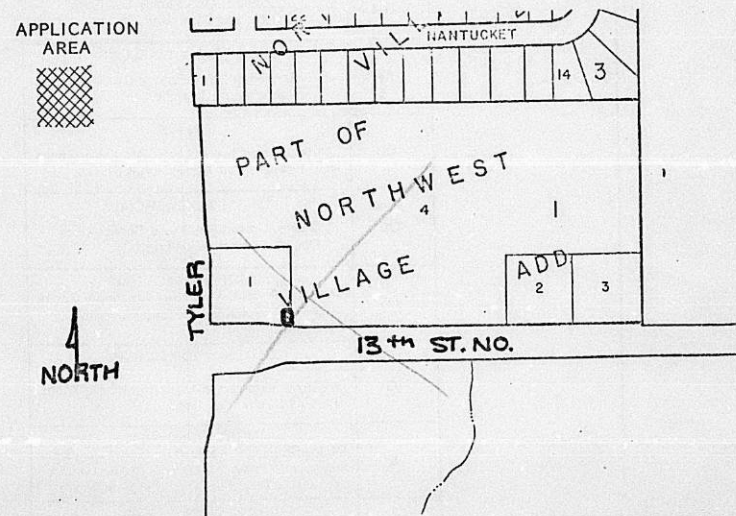 APPLICATION
AREA
NANTUCKET
1
14
3
PART OF
NORTHWEST
4
1
1
VILLAGE
ADD
2
3
TYLER
13th ST. NO.
NORTH